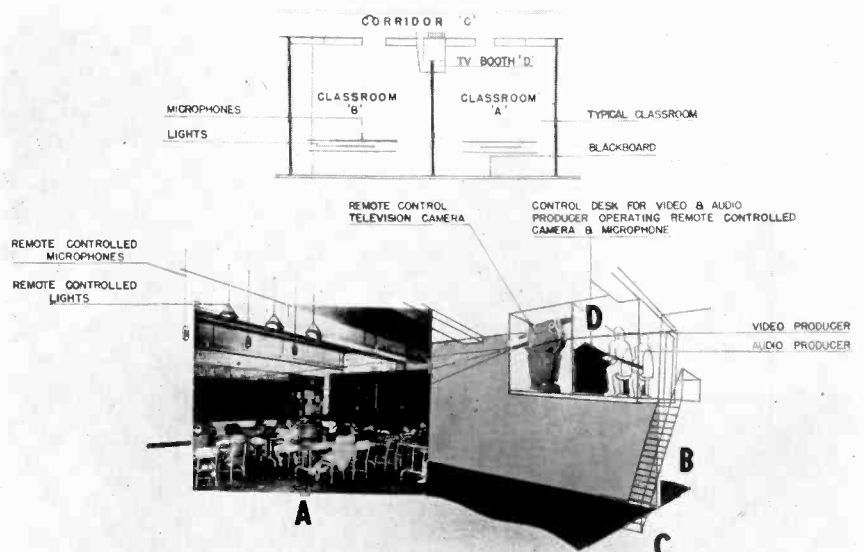 CORRIDOR 'C'
TV BOOTH 'D'
CLASSROOM
'B'
CLASSROOM
'A'
MICROPHONES
LIGHTS
TYPICAL CLASSROOM
BLACKBOARD
REMOTE CONTROL
TELEVISION CAMERA
CONTROL DESK FOR VIDEO & AUDIO
PRODUCER OPERATING REMOTE CONTROLLED
CAMERA & MICROPHONE
REMOTE CONTROLLED
MICROPHONES
REMOTE CONTROLLED
LIGHTS
D
VIDEO PRODUCER
AUDIO PRODUCER
B
A
C